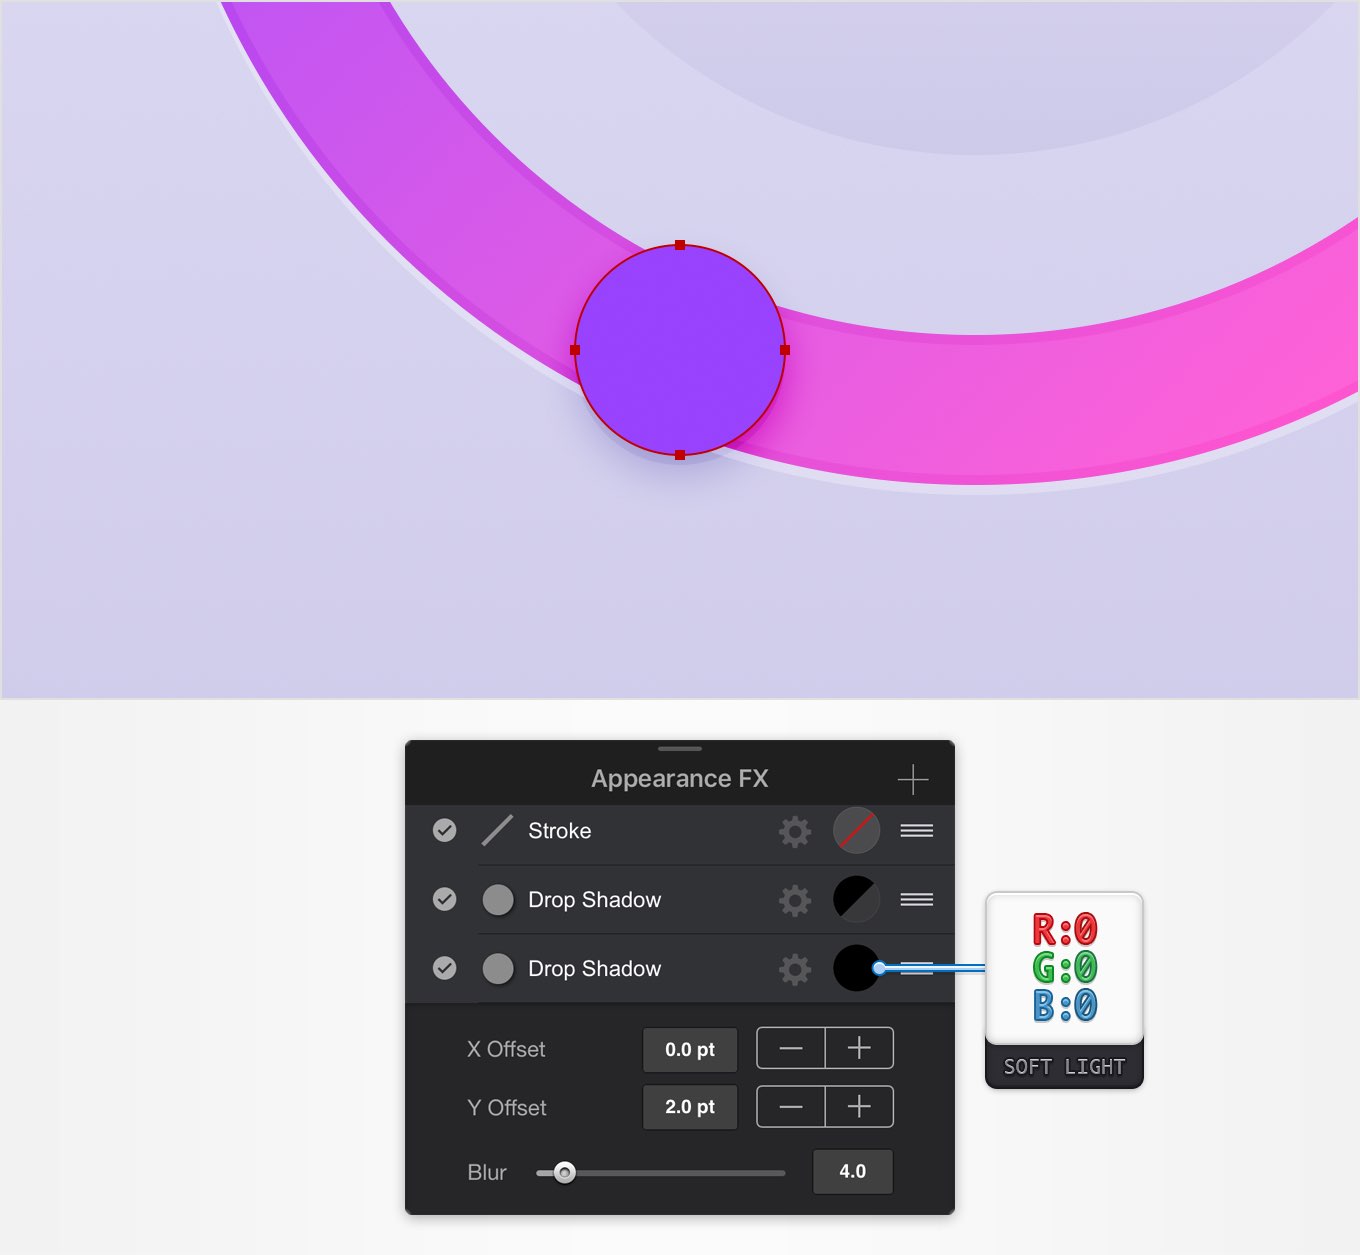 Appearance FX
Stroke
Drop Shadow
Drop Shadow
R:0
G:0
B:0
SOFT LIGHT
X Offset 0.0 pt
Y Offset 2.0 pt
Blur 4.0